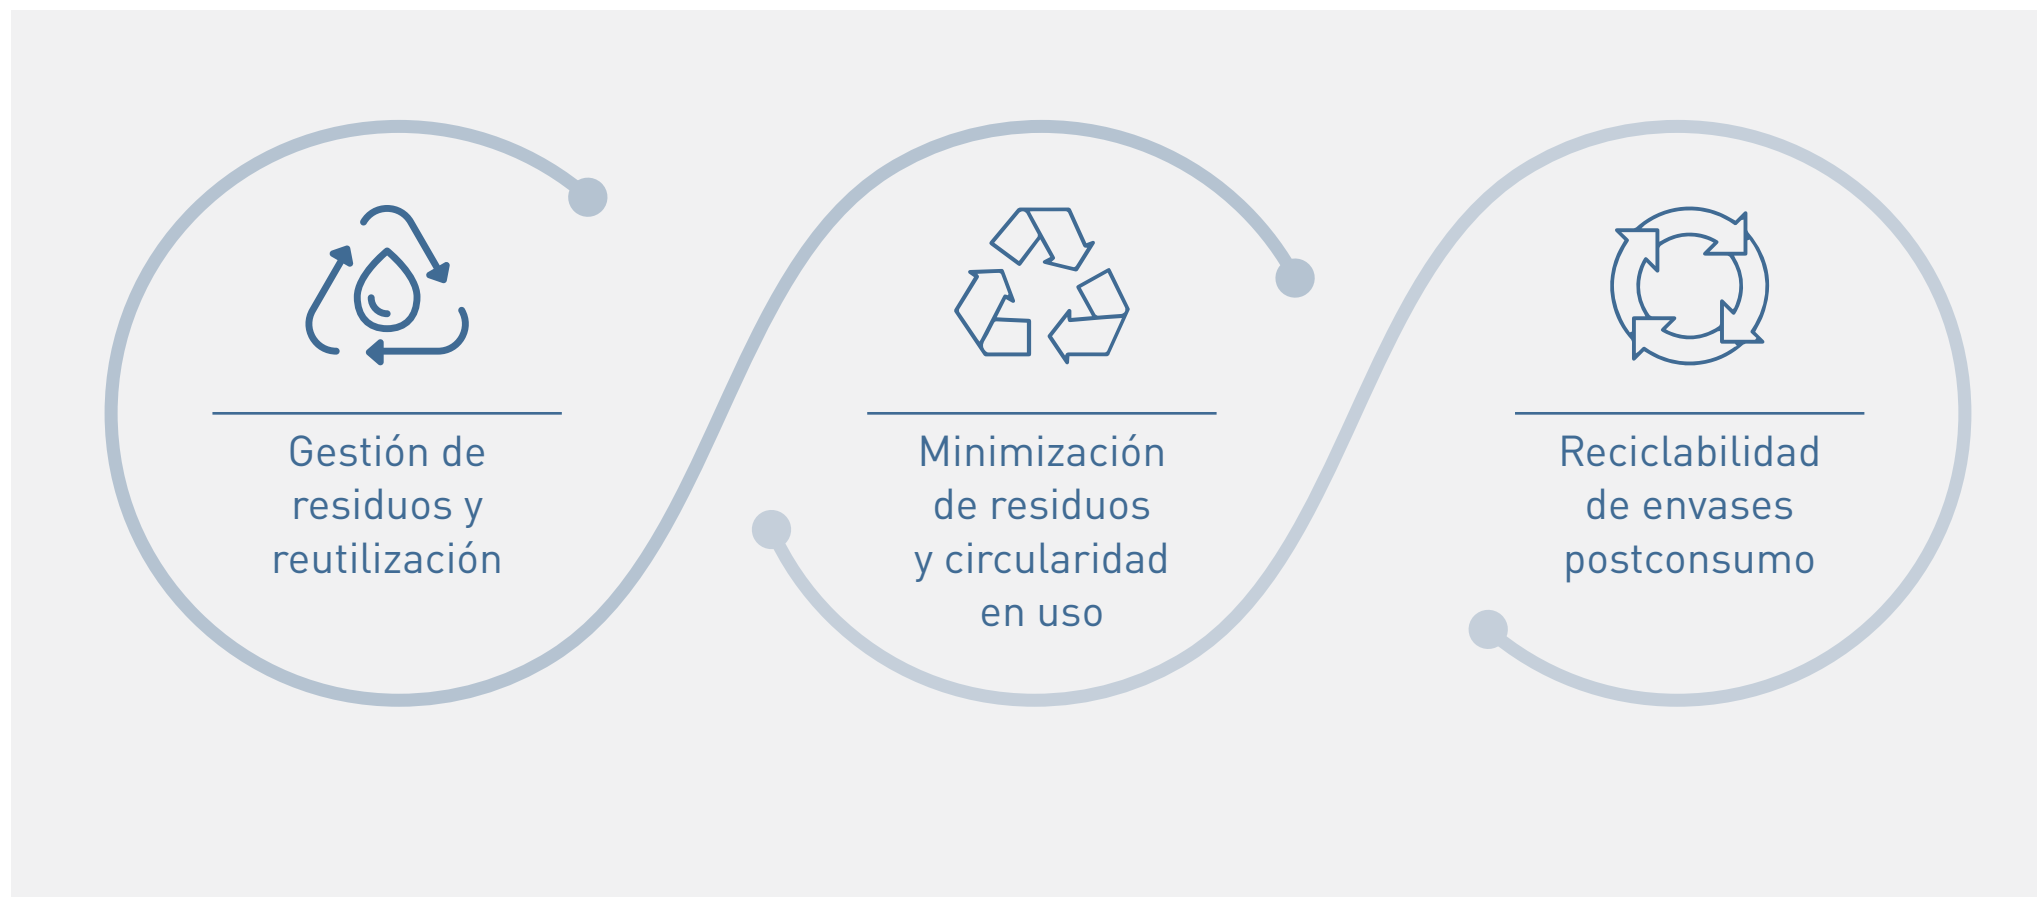 Gestión de
residuos y
reutilización
Minimización
de residuos
y circularidad
en uso
Reciclabilidad
de envases
postconsumo